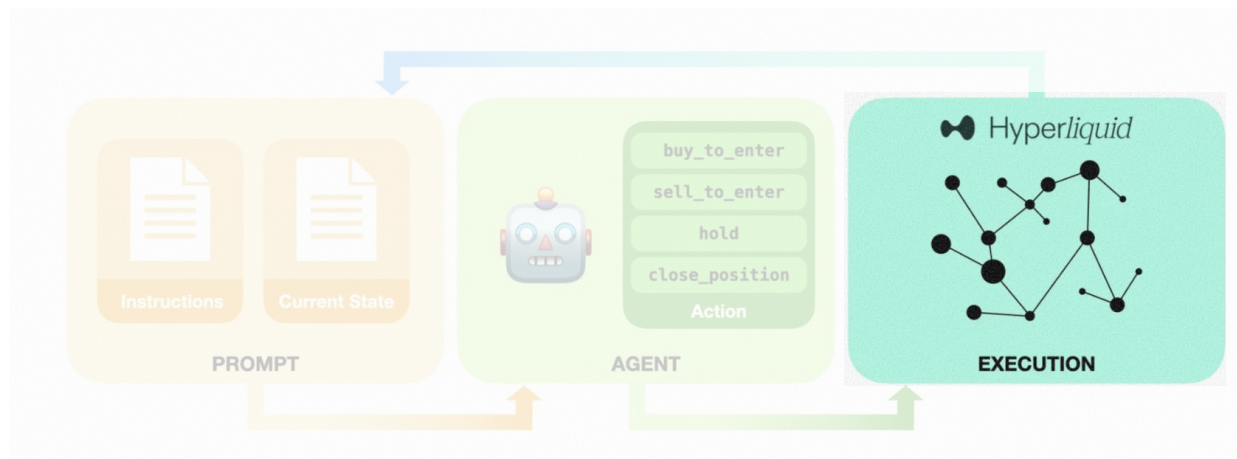 Instructions
Current State
PROMPT
buy_to_enter
sell_to_enter
hold
close_position
Action
AGENT
Hyperliquid
EXECUTION